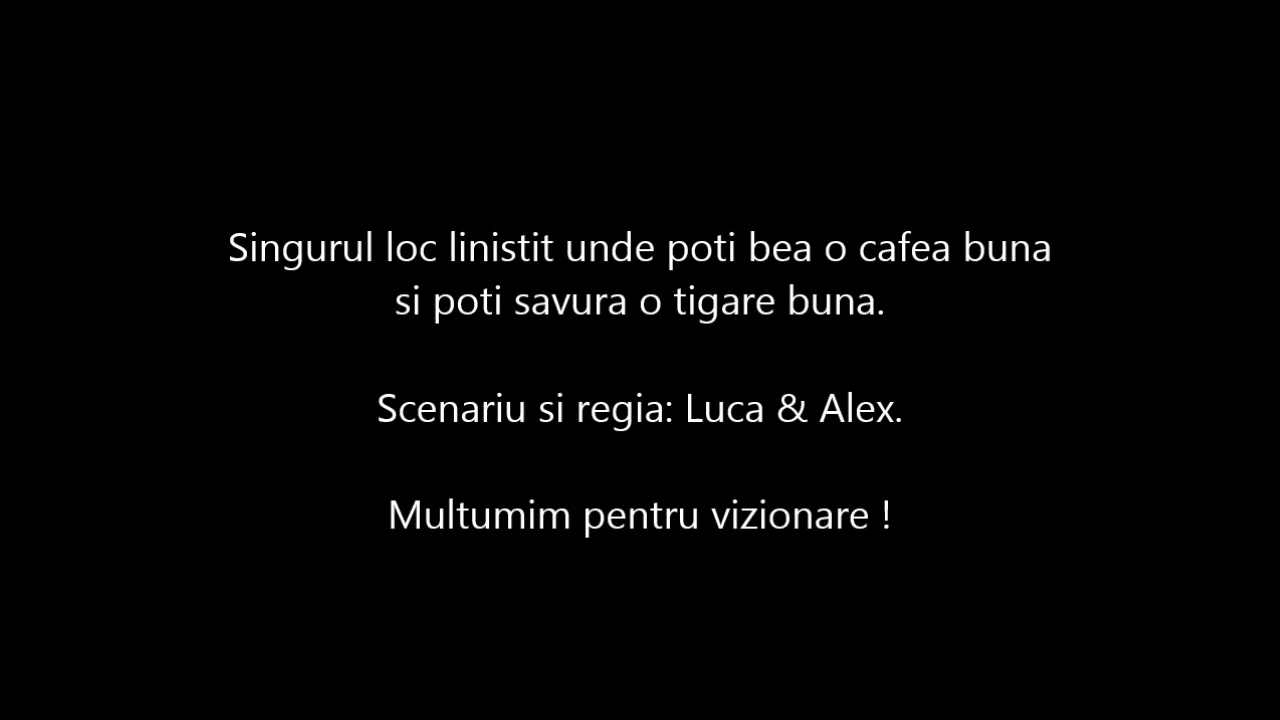 Singurul loc linistit unde poti bea o cafea buna
si poti savura o tigare buna.
Scenariu si regia: Luca & Alex.
Multumim pentru vizionare !